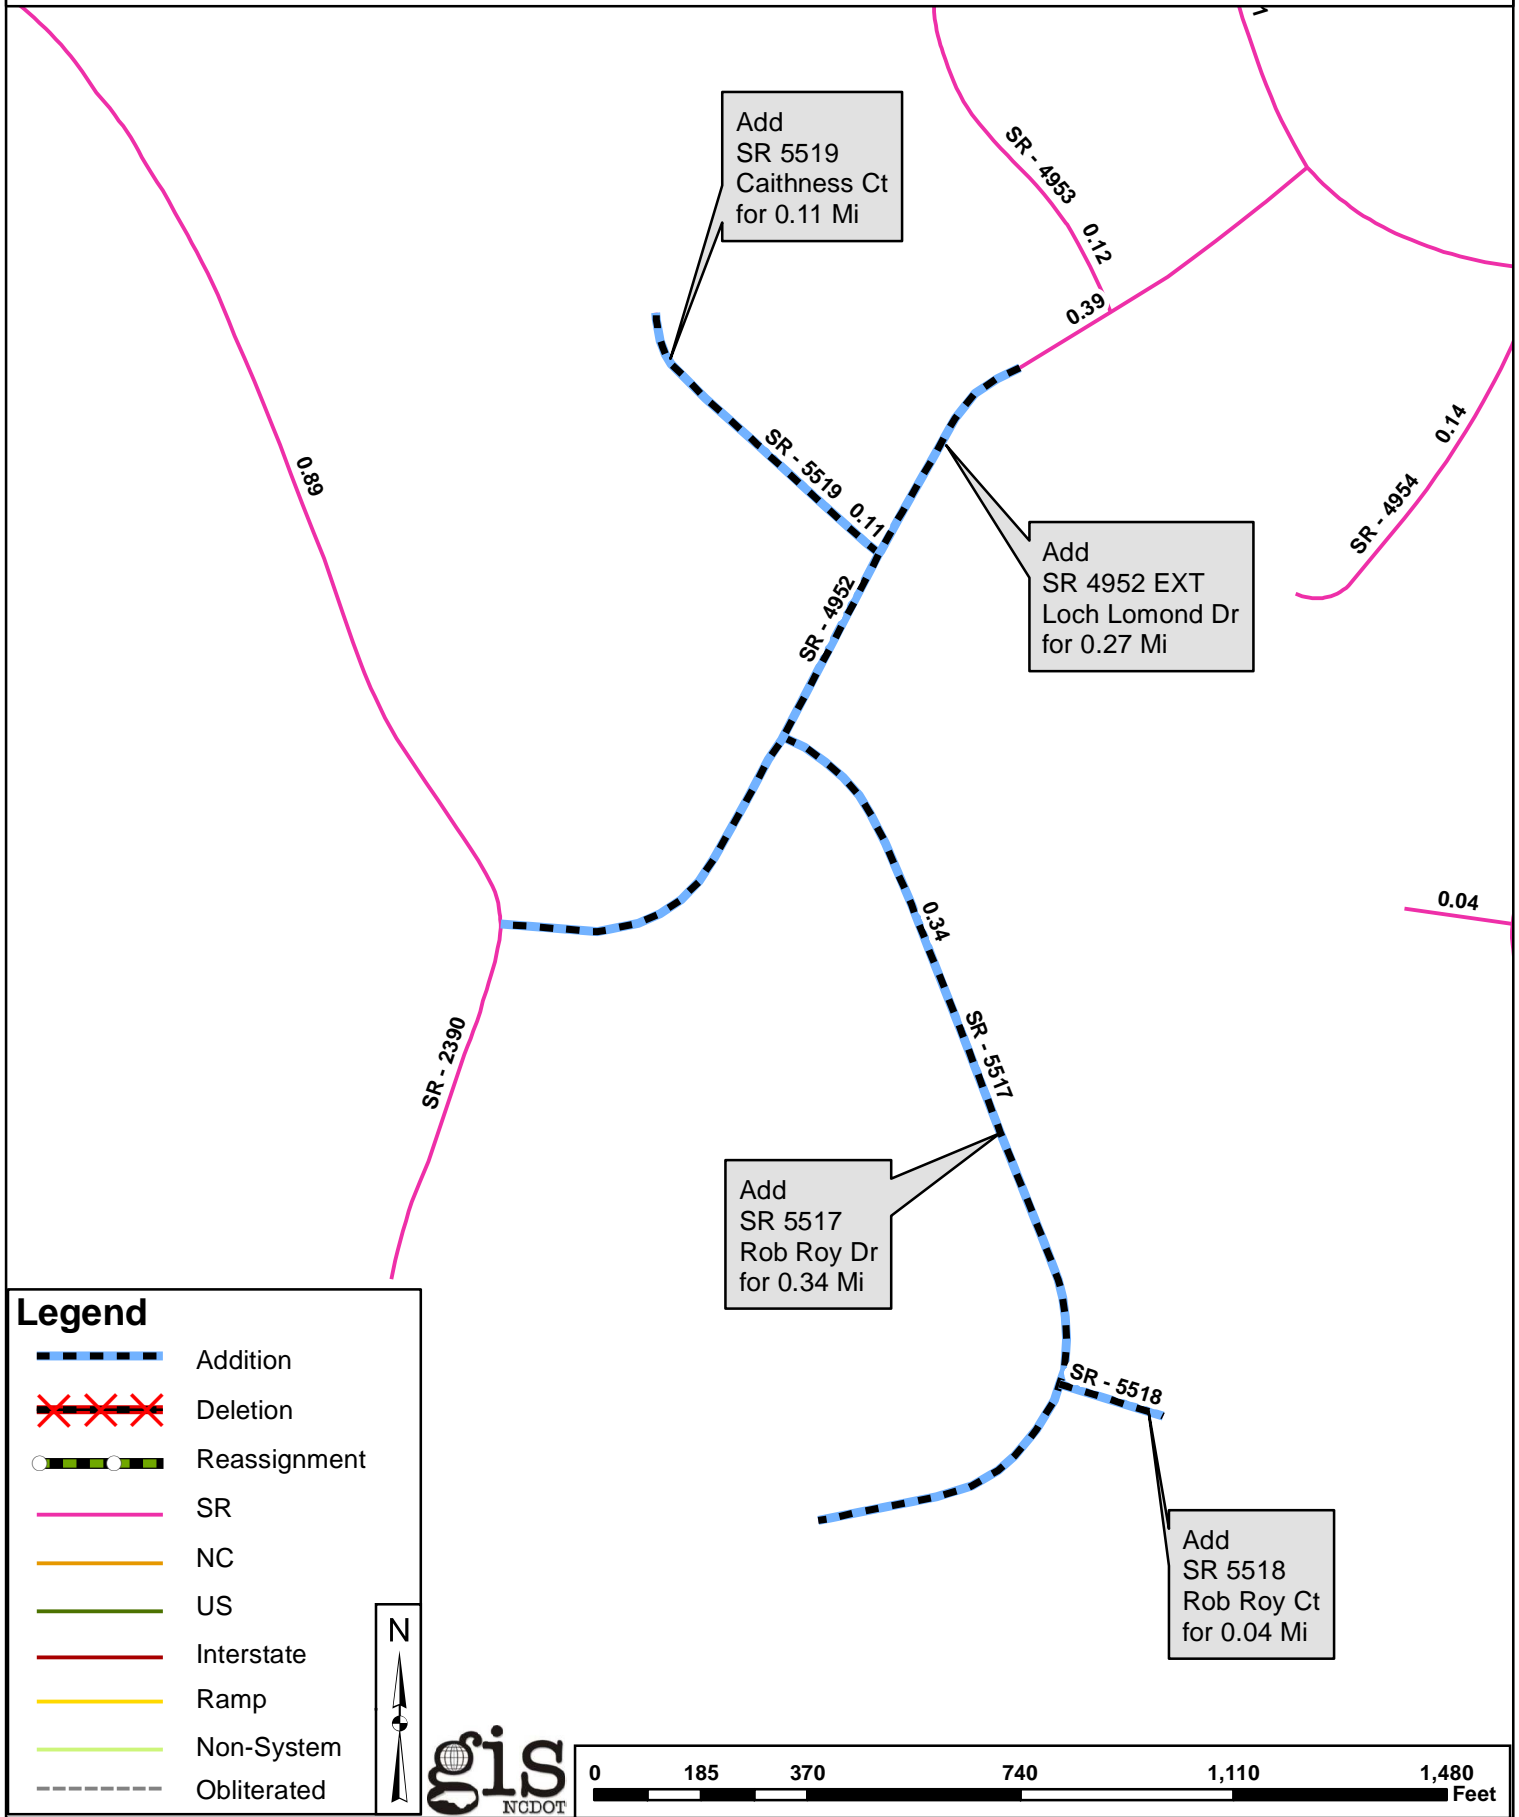 1
Add
SR 5519
Caithness Ct
for 0.11 Mi
SR - 4953
0.12
0.39
0.14
SR - 4954
0.89
SR - 5519
0.11
Add
SR 4952 EXT
Loch Lomond Dr
for 0.27 Mi
SR - 4952
0.34
0.04
SR - 5517
SR - 2390
Add
SR 5517
Rob Roy Dr
for 0.34 Mi
SR - 5518
Add
SR 5518
Rob Roy Ct
for 0.04 Mi
Legend
Addition
Deletion
Reassignment
SR
NC
US
Interstate
Ramp
Non-System
Obliterated
N
gis
NCDOT
0 185 370 740 1,110 1,480
Feet